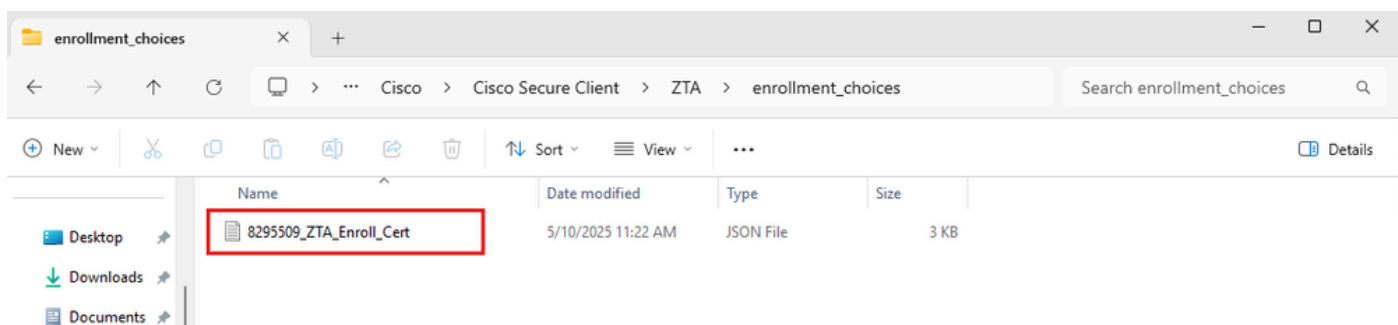 enrollment_choices
... Cisco > Cisco Secure Client > ZTA > enrollment_choices Search enrollment_choices
New Sort View ... Details
Name Date modified Type Size
Desktop 8295509_ZTA_Enroll_Cert 5/10/2025 11:22 AM JSON File 3 KB
Downloads
Documents